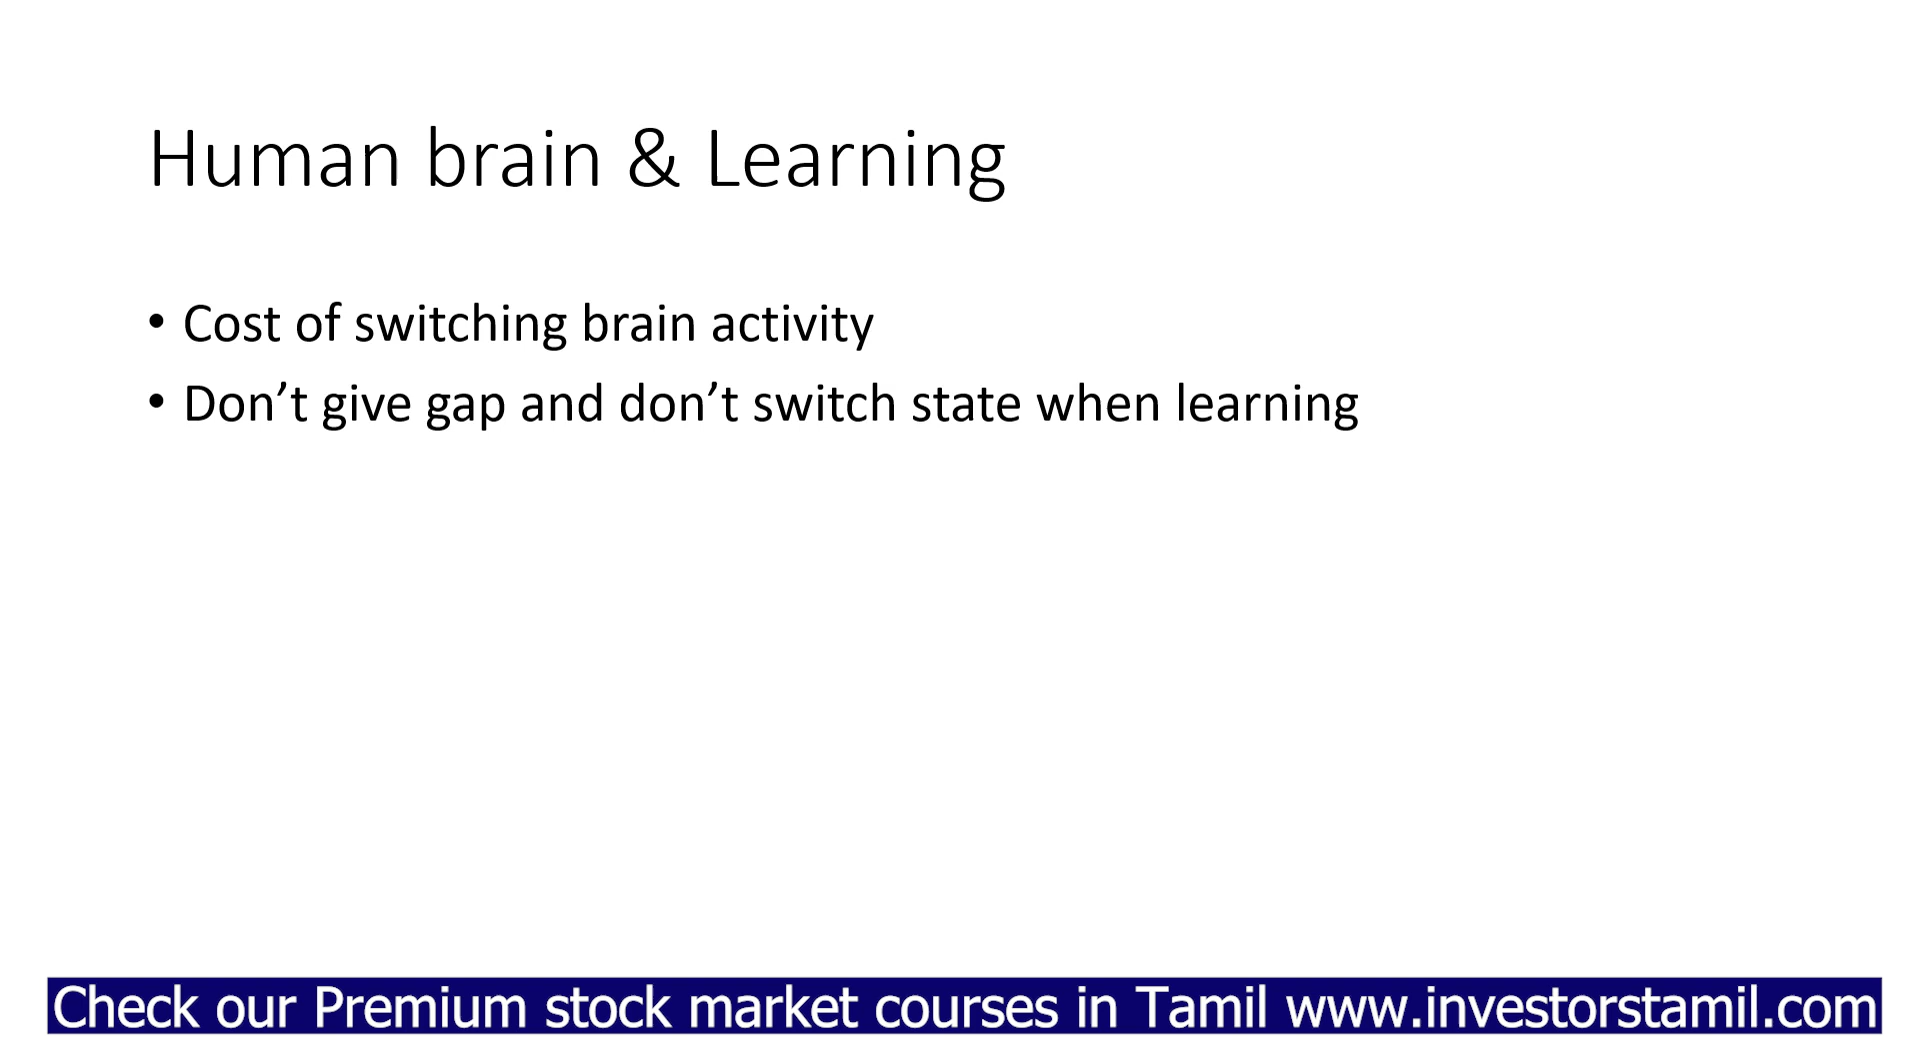 Human brain & Learning
• Cost of switching brain activity
• Don’t give gap and don’t switch state when learning
Check our Premium stock market courses in Tamil www.investorstamil.com